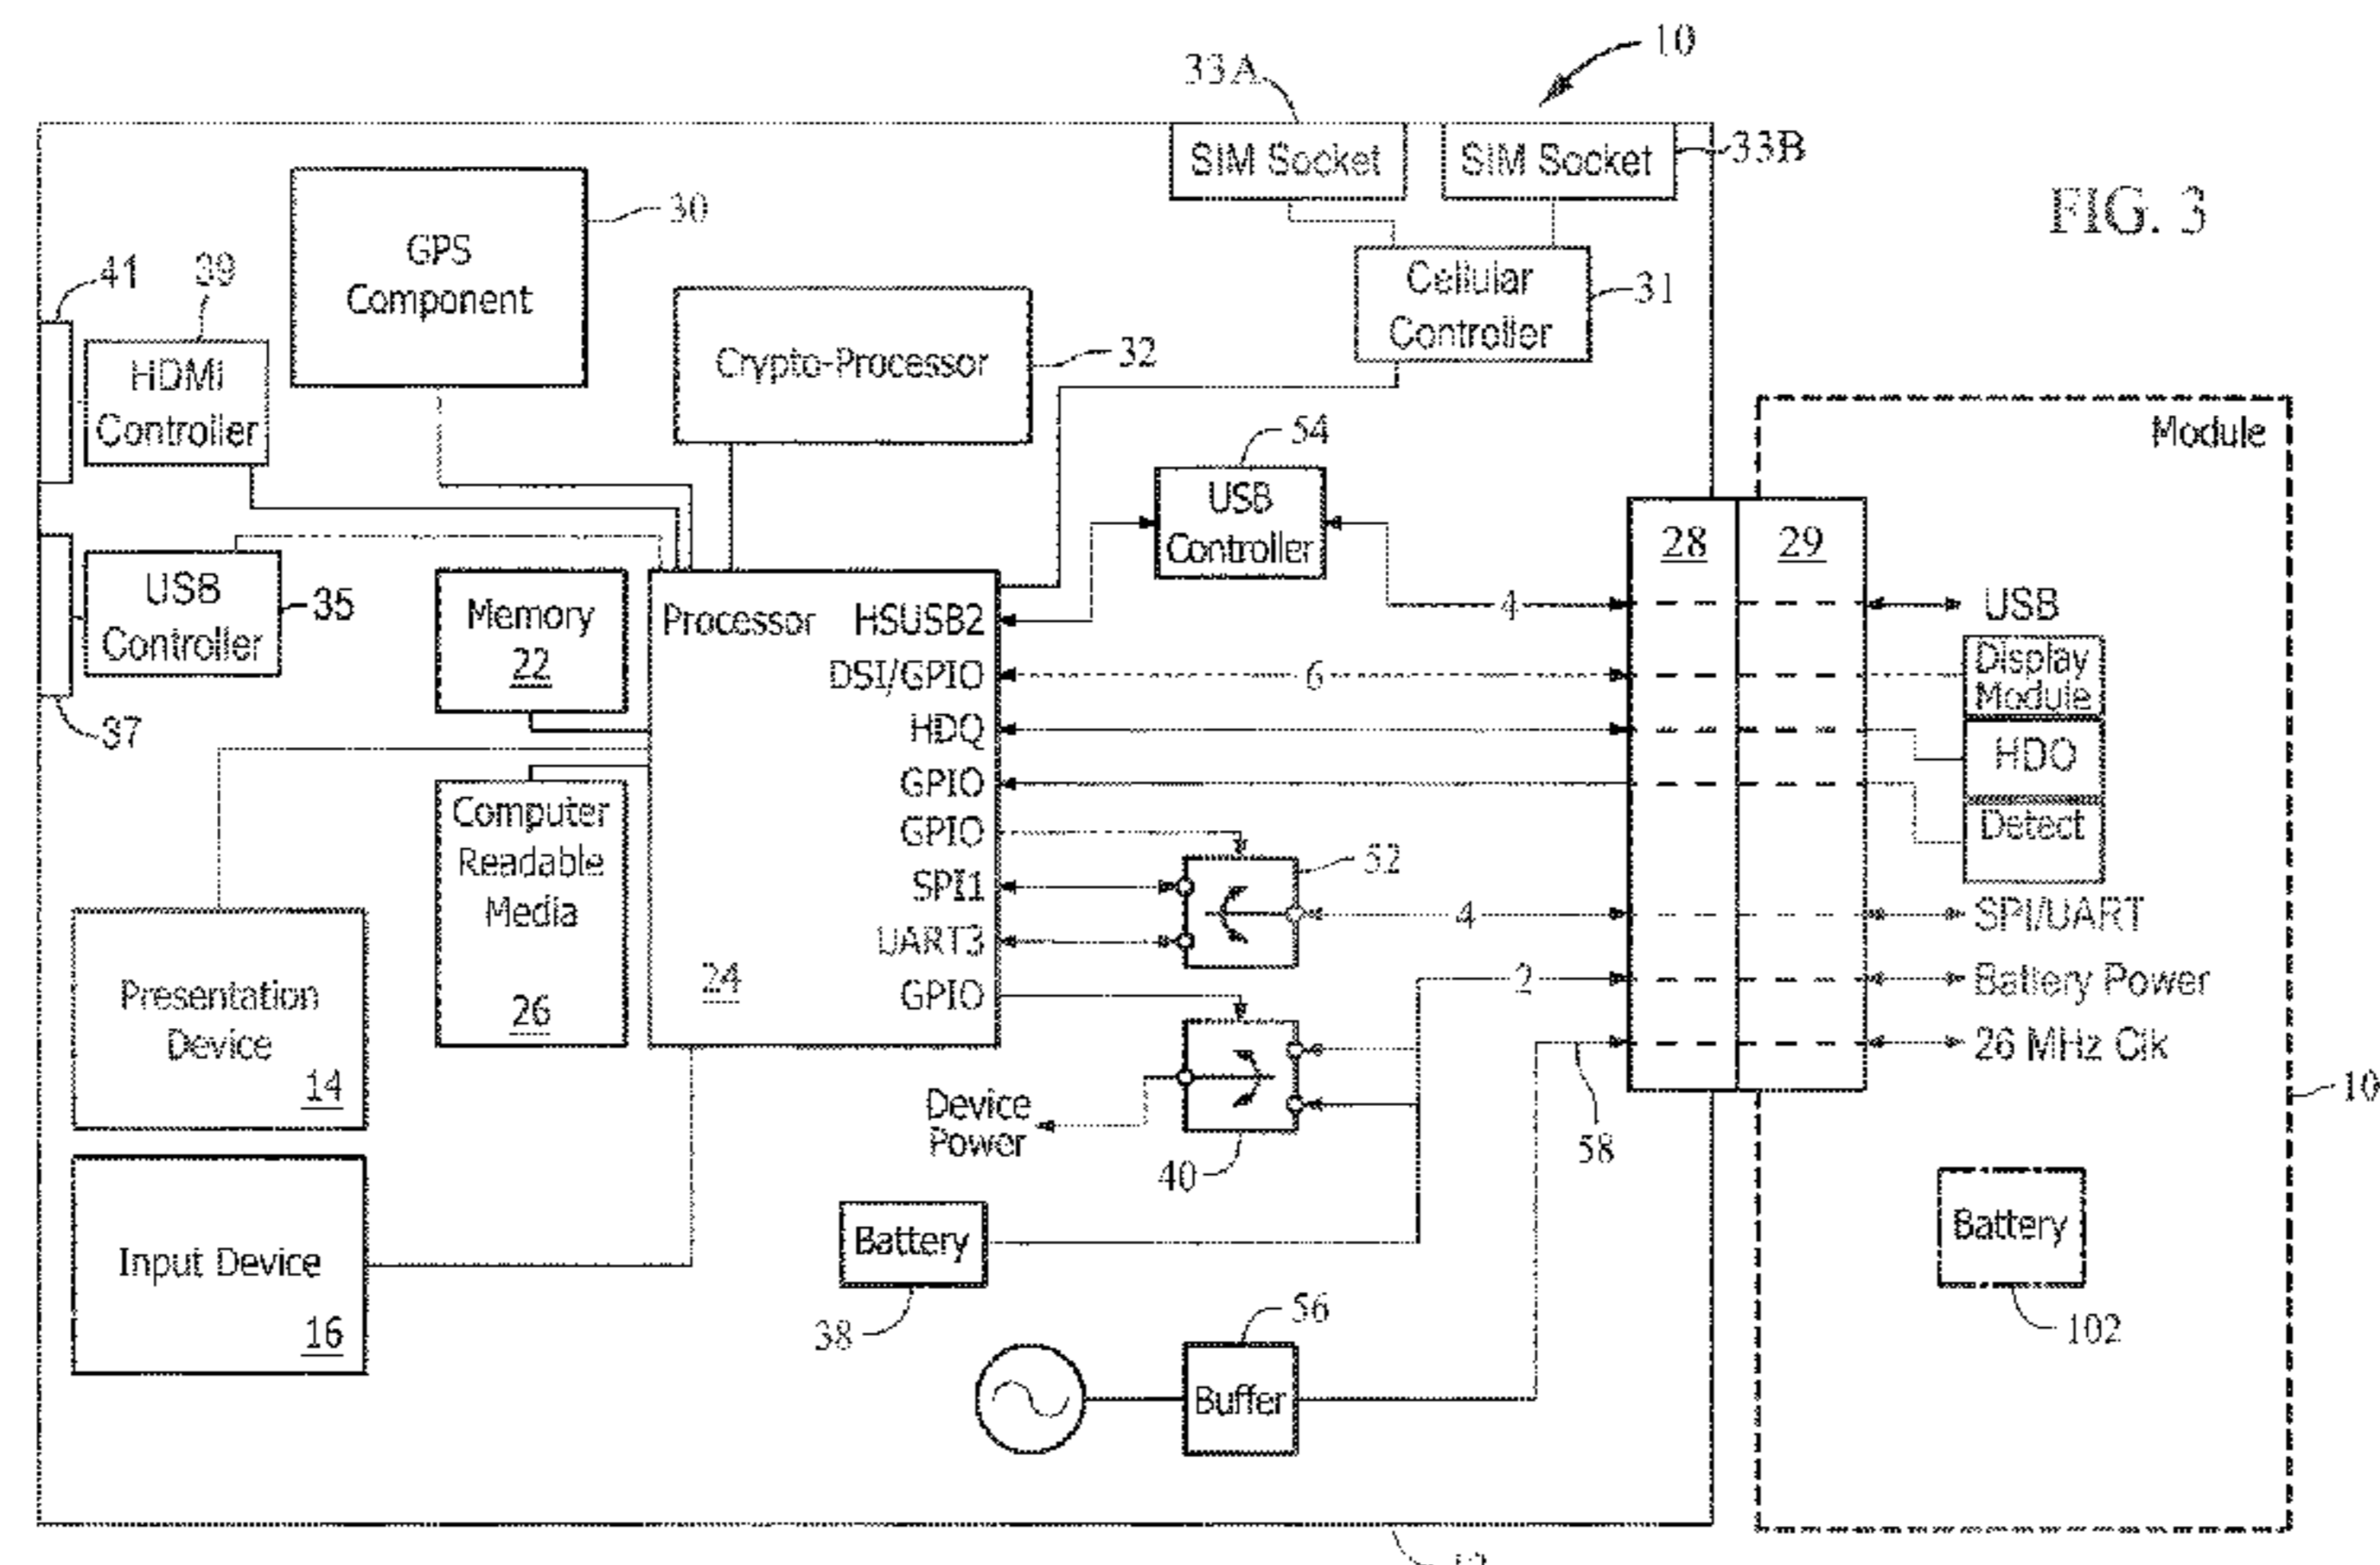 10
33A
SIM Socket
SIM Socket
33B
FIG. 3
30
GPS
Component
41
39
HDMI
Controller
Crypto-Processor
32
Cellular
Controller
31
Module
54
USB
Controller
28
29
USB
Controller
35
37
Memory
22
Processor
24
HSUSB2
DSI/GPIO
HDQ
GPIO
GPIO
SPI1
UART3
GPIO
4
6
4
2
52
USB
Display
Module
HDO
Detect
SPI/UART
Battery Power
26 MHz Clk
Computer
Readable
Media
26
Presentation
Device
14
Input Device
16
Device
Power
40
58
10
Battery
38
56
Buffer
Battery
102